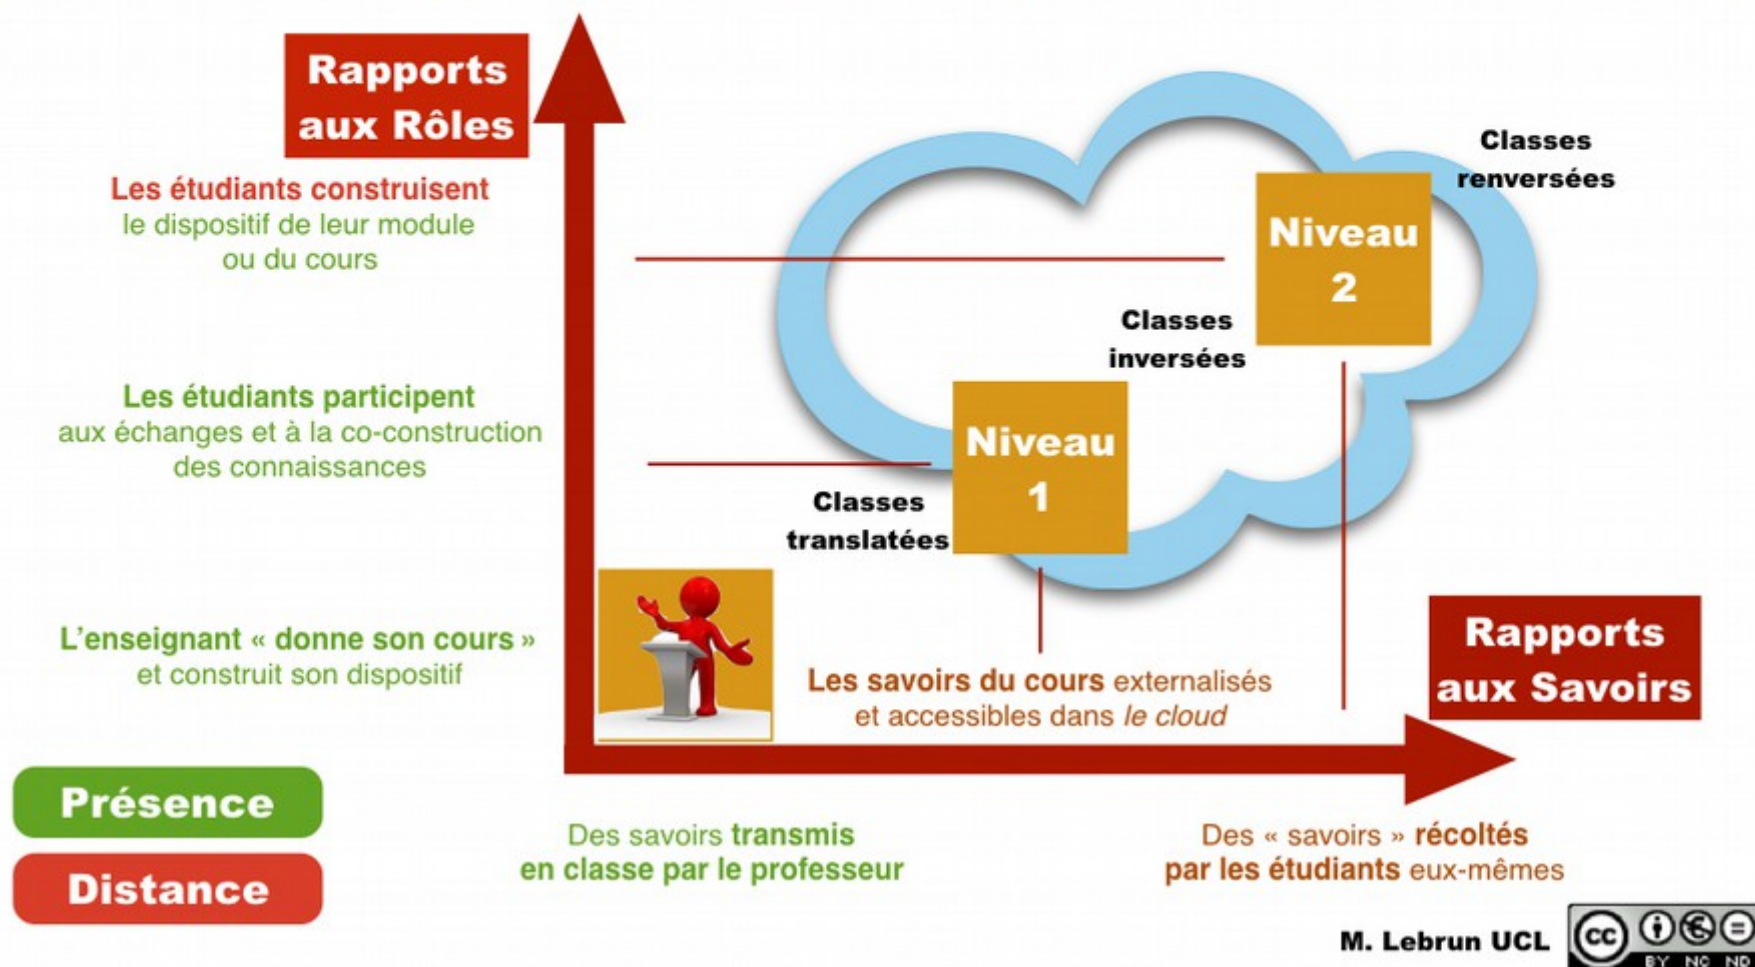 Rapports
aux Rôles
Les étudiants construisent
le dispositif de leur module
ou du cours
Les étudiants participent
aux échanges et à la co-construction
des connaissances
L'enseignant « donne son cours »
et construit son dispositif
Classes
renversées
Niveau
2
Classes
inversées
Niveau
1
Classes
translatées
Les savoirs du cours externalisés
et accessibles dans le cloud
Rapports
aux Savoirs
Présence
Distance
Des savoirs transmis
en classe par le professeur
Des « savoirs » récoltés
par les étudiants eux-mêmes
M. Lebrun UCL
cc
BY NC ND